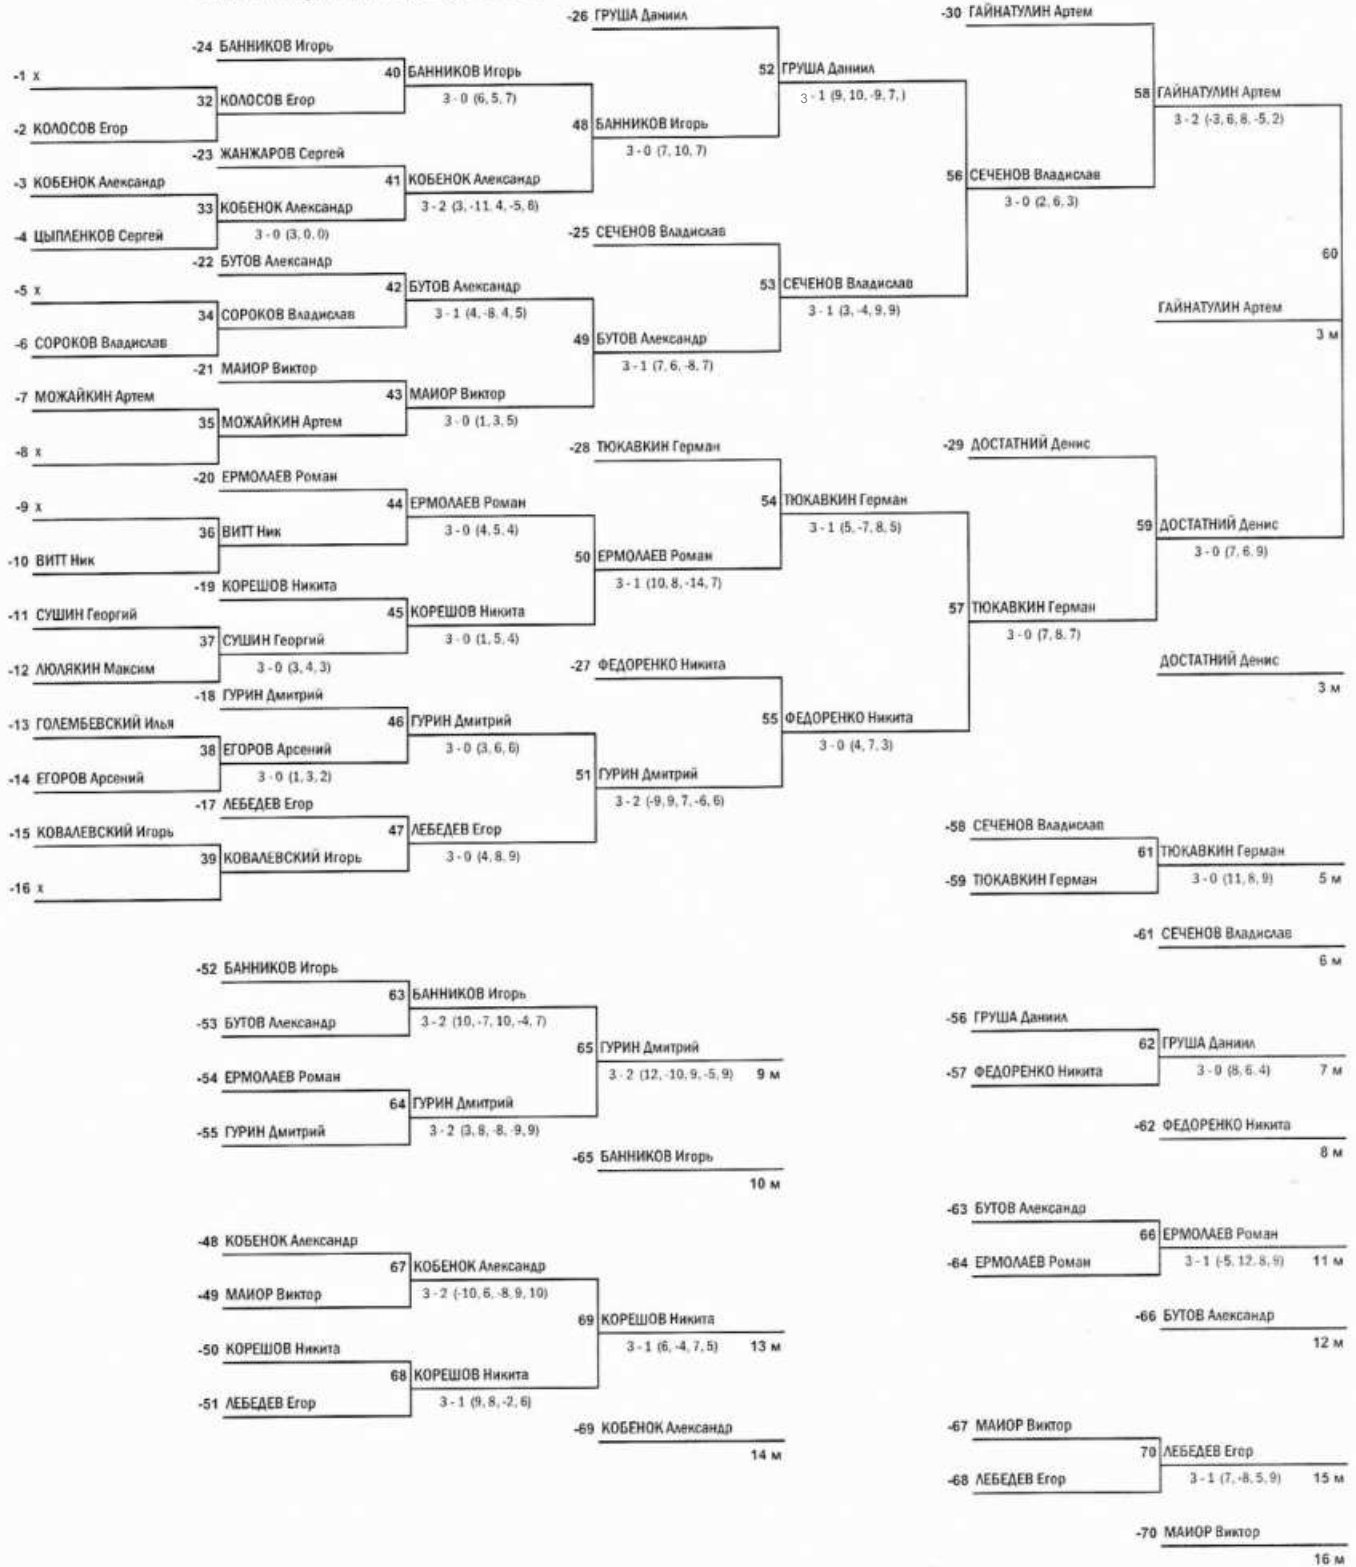 -26 ГРУША Даниил
-30 ГАЙНАТУЛИН Артем
-24 БАННИКОВ Игорь
-1 х
40 БАННИКОВ Игорь
52 ГРУША Даниил
3 - 0 (6, 5, 7)
3 - 1 (9, 10, -9, 7, )
32 КОЛОСОВ Егор
58 ГАЙНАТУЛИН Артем
3 - 2 (-3, 6, 8, -5, 2)
-2 КОЛОСОВ Егор
48 БАННИКОВ Игорь
3 - 0 (7, 10, 7)
-23 ЖАНЖАРОВ Сергей
-3 КОБЕНОК Александр
41 КОБЕНОК Александр
56 СЕЧЕНОВ Владислав
3 - 2 (3, -11, 4, -5, 6)
3 - 0 (2, 6, 3)
33 КОБЕНОК Александр
3 - 0 (3, 0, 0)
-4 ЦЫПЛЕНКОВ Сергей
-25 СЕЧЕНОВ Владислав
60
-22 БУТОВ Александр
-5 х
42 БУТОВ Александр
53 СЕЧЕНОВ Владислав
3 - 1 (4, -8, 4, 5)
3 - 1 (3, -4, 9, 9)
34 СОРОКОВ Владислав
ГАЙНАТУЛИН Артем
3 м
-6 СОРОКОВ Владислав
49 БУТОВ Александр
3 - 1 (7, 6, -8, 7)
-21 МАИОР Виктор
-7 МОЖАЙКИН Артем
43 МАИОР Виктор
3 - 0 (1, 3, 5)
35 МОЖАЙКИН Артем
-8 х
-28 ТЮКАВКИН Герман
-29 ДОСТАТНИЙ Денис
-20 ЕРМОЛАЕВ Роман
-9 х
44 ЕРМОЛАЕВ Роман
54 ТЮКАВКИН Герман
3 - 0 (4, 5, 4)
3 - 1 (5, -7, 8, 5)
36 ВИТТ Ник
59 ДОСТАТНИЙ Денис
3 - 0 (7, 6, 9)
-10 ВИТТ Ник
50 ЕРМОЛАЕВ Роман
3 - 1 (10, 8, -14, 7)
-19 КОРЕШОВ Никита
-11 СУШИН Георгий
45 КОРЕШОВ Никита
57 ТЮКАВКИН Герман
3 - 0 (1, 5, 4)
3 - 0 (7, 8, 7)
37 СУШИН Георгий
3 - 0 (3, 4, 3)
-12 ЛЮЛЯКИН Максим
-27 ФЕДОРЕНКО Никита
ДОСТАТНИЙ Денис
3 м
-18 ГУРИН Дмитрий
-13 ГОЛЕМБЕВСКИЙ Илья
46 ГУРИН Дмитрий
55 ФЕДОРЕНКО Никита
3 - 0 (3, 6, 6)
3 - 0 (4, 7, 3)
38 ЕГОРОВ Арсений
3 - 0 (1, 3, 2)
-14 ЕГОРОВ Арсений
51 ГУРИН Дмитрий
3 - 2 (-9, 9, 7, -6, 6)
-17 ЛЕБЕДЕВ Егор
-15 КОВАЛЕВСКИЙ Игорь
47 ЛЕБЕДЕВ Егор
-58 СЕЧЕНОВ Владислав
3 - 0 (4, 8, 9)
39 КОВАЛЕВСКИЙ Игорь
61 ТЮКАВКИН Герман
3 - 0 (11, 8, 9) 5 м
-16 х
-59 ТЮКАВКИН Герман
-61 СЕЧЕНОВ Владислав
6 м
-52 БАННИКОВ Игорь
63 БАННИКОВ Игорь
3 - 2 (10, -7, 10, -4, 7)
-53 БУТОВ Александр
-56 ГРУША Даниил
65 ГУРИН Дмитрий
3 - 2 (12, -10, 9, -5, 9) 9 м
62 ГРУША Даниил
3 - 0 (8, 6, 4) 7 м
-54 ЕРМОЛАЕВ Роман
-57 ФЕДОРЕНКО Никита
64 ГУРИН Дмитрий
3 - 2 (3, 8, -8, -9, 9)
-55 ГУРИН Дмитрий
-62 ФЕДОРЕНКО Никита
8 м
-65 БАННИКОВ Игорь
10 м
-63 БУТОВ Александр
-48 КОБЕНОК Александр
66 ЕРМОЛАЕВ Роман
3 - 1 (-5, 12, 8, 9) 11 м
67 КОБЕНОК Александр
3 - 2 (-10, 6, -8, 9, 10)
-64 ЕРМОЛАЕВ Роман
-49 МАИОР Виктор
69 КОРЕШОВ Никита
3 - 1 (6, -4, 7, 5) 13 м
-66 БУТОВ Александр
12 м
-50 КОРЕШОВ Никита
68 КОРЕШОВ Никита
3 - 1 (9, 8, -2, 6)
-51 ЛЕБЕДЕВ Егор
-69 КОБЕНОК Александр
14 м
-67 МАИОР Виктор
70 ЛЕБЕДЕВ Егор
3 - 1 (7, -8, 5, 9) 15 м
-68 ЛЕБЕДЕВ Егор
-70 МАИОР Виктор
16 м